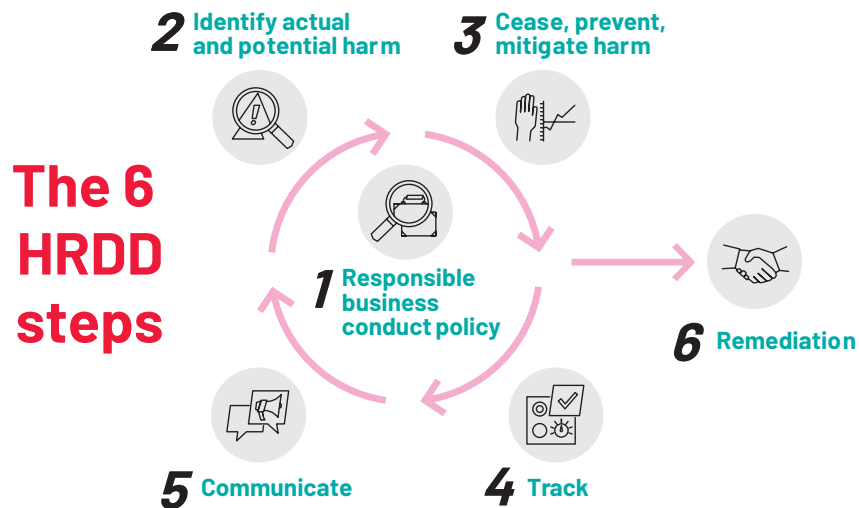 The 6
HRDD
steps
1 Responsible
business
conduct policy
2 Identify actual
and potential harm
3 Cease, prevent,
mitigate harm
4 Track
5 Communicate
6 Remediation